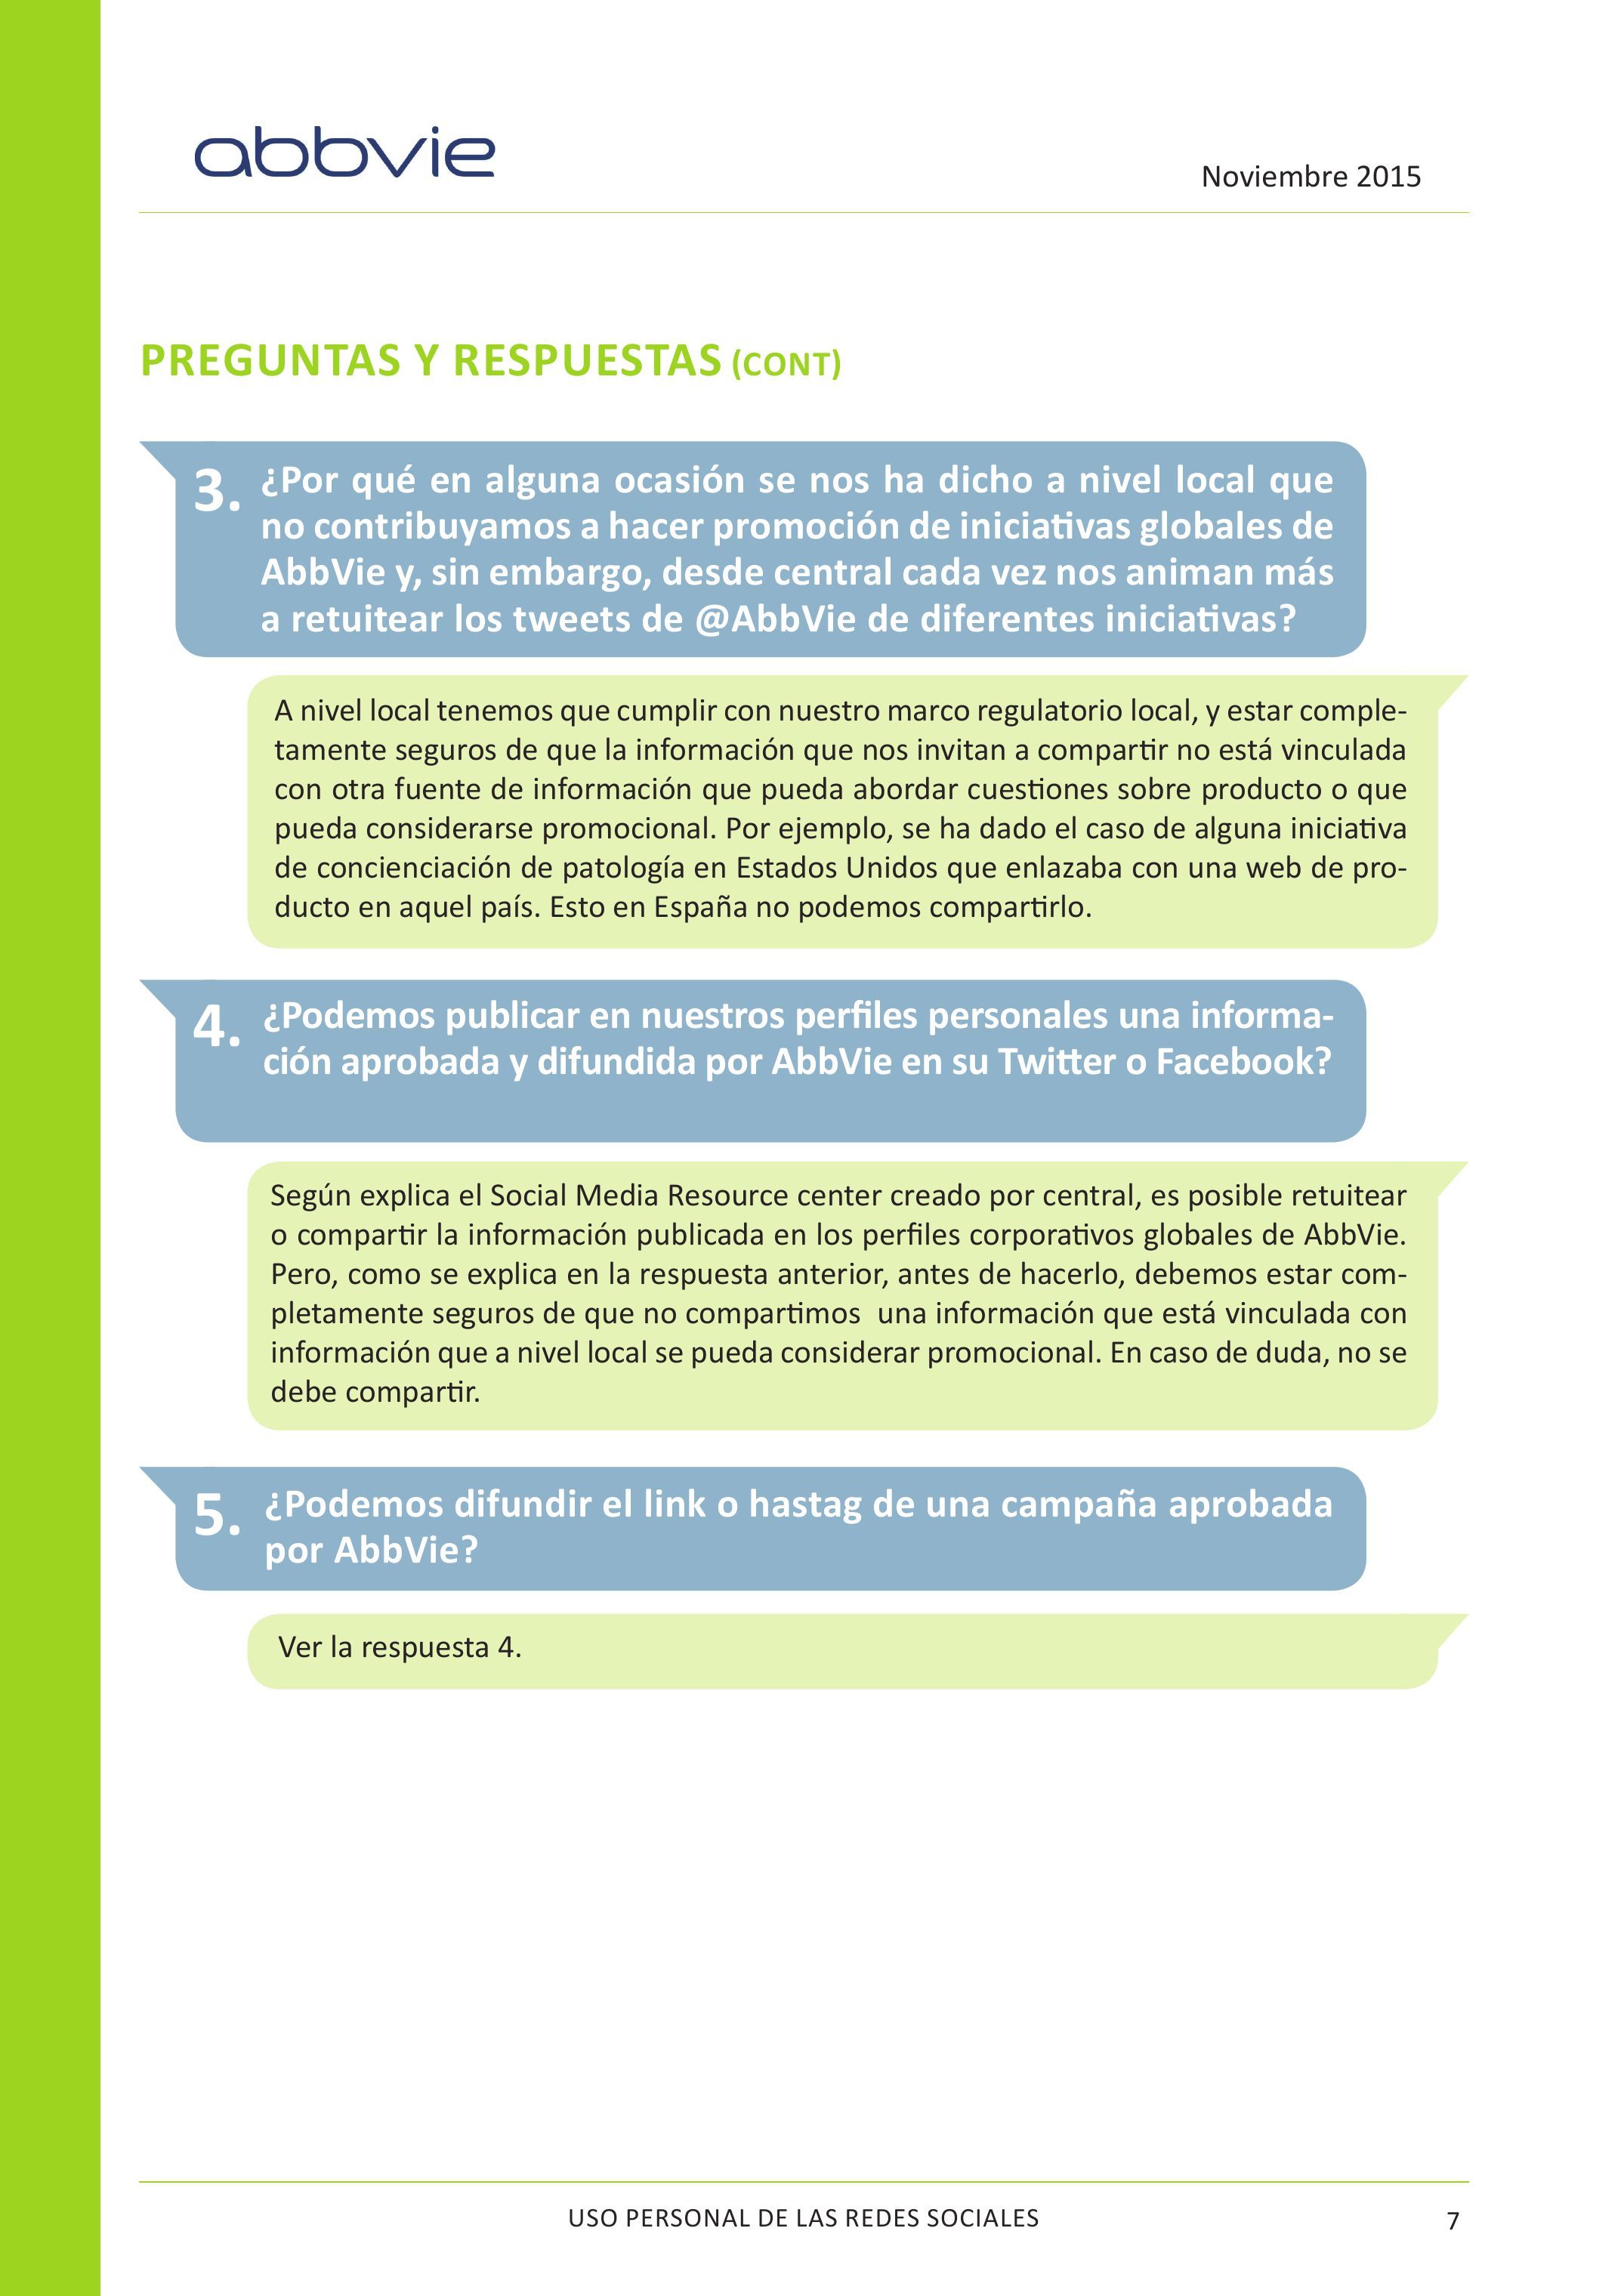 abbvie
Noviembre 2015
PREGUNTAS Y RESPUESTAS (CONT)
3. ¿Por qué en alguna ocasión se nos ha dicho a nivel local que
no contribuyamos a hacer promoción de iniciativas globales de
AbbVie y, sin embargo, desde central cada vez nos animan más
a retuitear los tweets de @AbbVie de diferentes iniciativas?
A nivel local tenemos que cumplir con nuestro marco regulatorio local, y estar comple-
tamente seguros de que la información que nos invitan a compartir no está vinculada
con otra fuente de información que pueda abordar cuestiones sobre producto o que
pueda considerarse promocional. Por ejemplo, se ha dado el caso de alguna iniciativa
de concienciación de patología en Estados Unidos que enlazaba con una web de pro-
ducto en aquel país. Esto en España no podemos compartirlo.
4. ¿Podemos publicar en nuestros perfiles personales una informa-
ción aprobada y difundida por AbbVie en su Twitter o Facebook?
Según explica el Social Media Resource center creado por central, es posible retuitear
o compartir la información publicada en los perfiles corporativos globales de AbbVie.
Pero, como se explica en la respuesta anterior, antes de hacerlo, debemos estar com-
pletamente seguros de que no compartimos  una información que está vinculada con
información que a nivel local se pueda considerar promocional. En caso de duda, no se
debe compartir.
5. ¿Podemos difundir el link o hastag de una campaña aprobada
por AbbVie?
Ver la respuesta 4.
USO PERSONAL DE LAS REDES SOCIALES
7